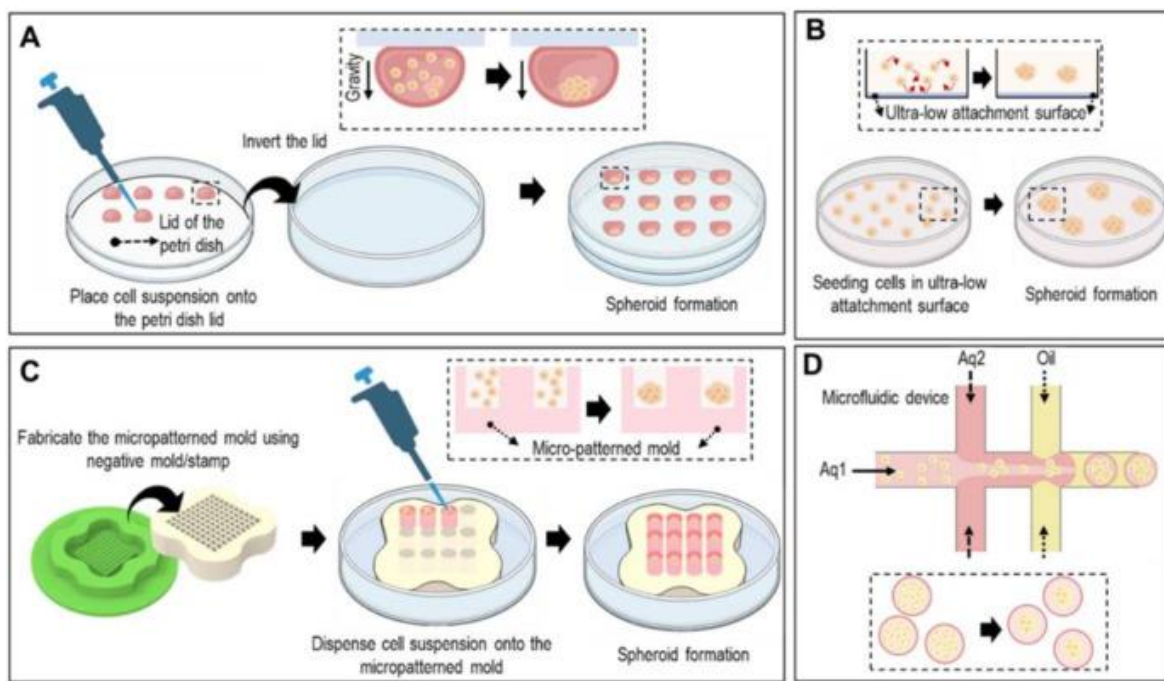 A
Gravity
Invert the lid
Lid of the
petri dish
Place cell suspension onto
the petri dish lid
Spheroid formation
B
Ultra-low attachment surface
Seeding cells in ultra-low
attatchment surface
Spheroid formation
C
Fabricate the micropatterned mold using
negative mold/stamp
Micro-patterned mold
Dispense cell suspension onto the
micropatterned mold
Spheroid formation
D
Aq2
Oil
Microfluidic device
Aq1